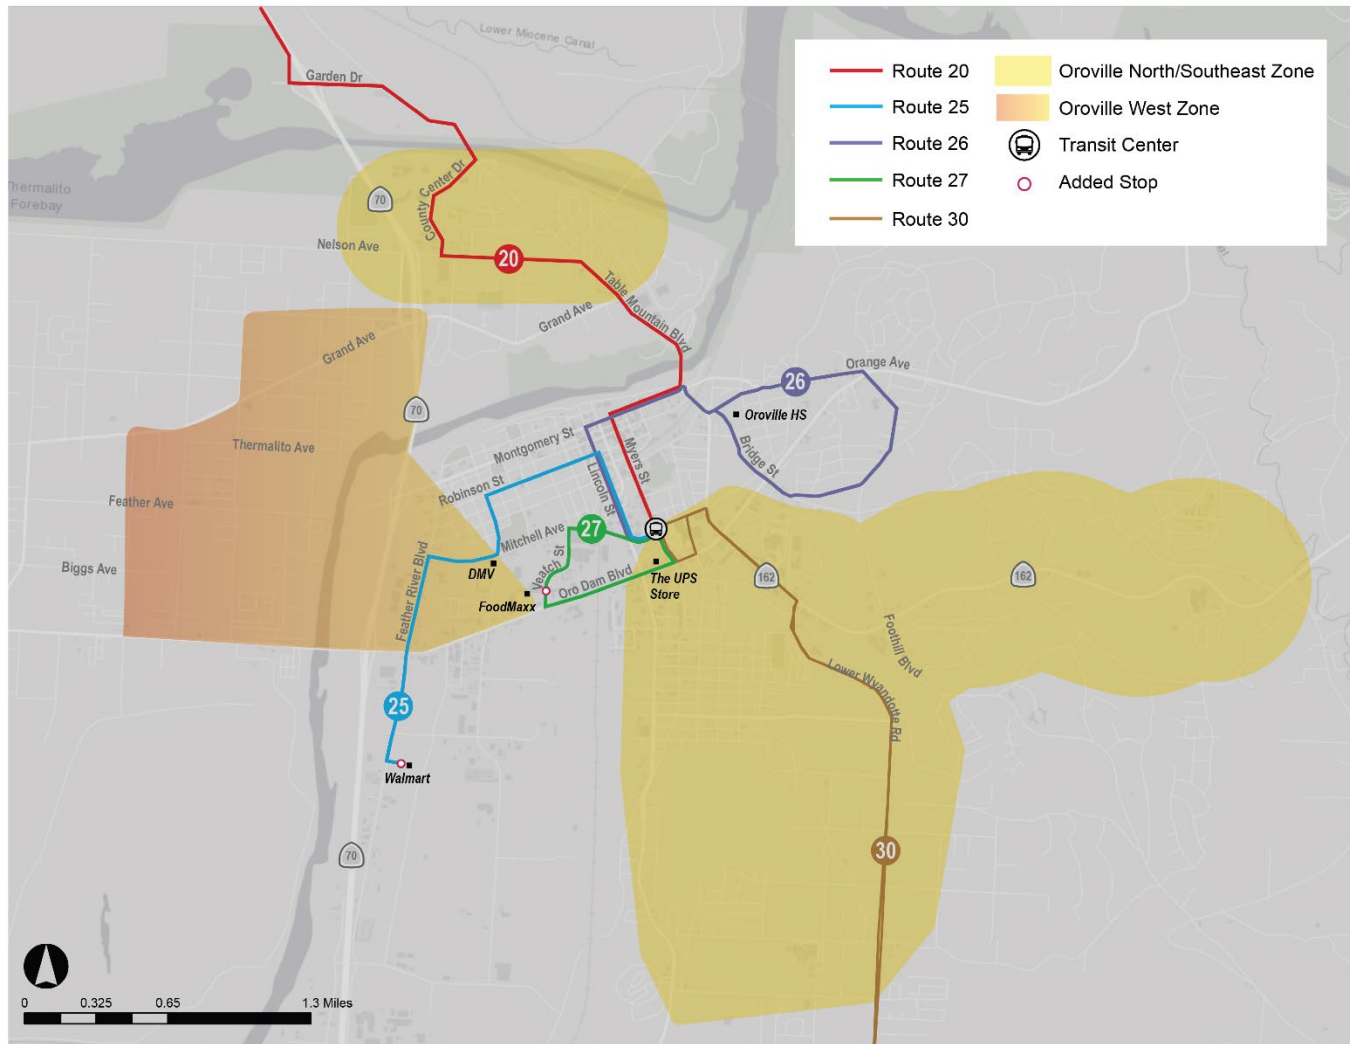 Lower Miocene Canal
Garden Dr
Route 20
Route 25
Route 26
Route 27
Route 30
Oroville North/Southeast Zone
Oroville West Zone
Transit Center
Added Stop
Thermalito
Forebay
70
County Center Dr
Nelson Ave
20
Table Mountain Blvd
Grand Ave
Grand Ave
Orange Ave
26
70
Oroville HS
Montgomery St
Myers St
Thermalito Ave
Bridge St
Robinson St
Lincoln St
Feather Ave
Mitchell Ave
27
Biggs Ave
DMV
Veatch St
Oro Dam Blvd
The UPS
Store
162
162
FoodMaxx
Feather River Blvd
Foothill Blvd
Lower Wyandotte Rd
25
Walmart
70
30
0
0.325
0.65
1.3 Miles